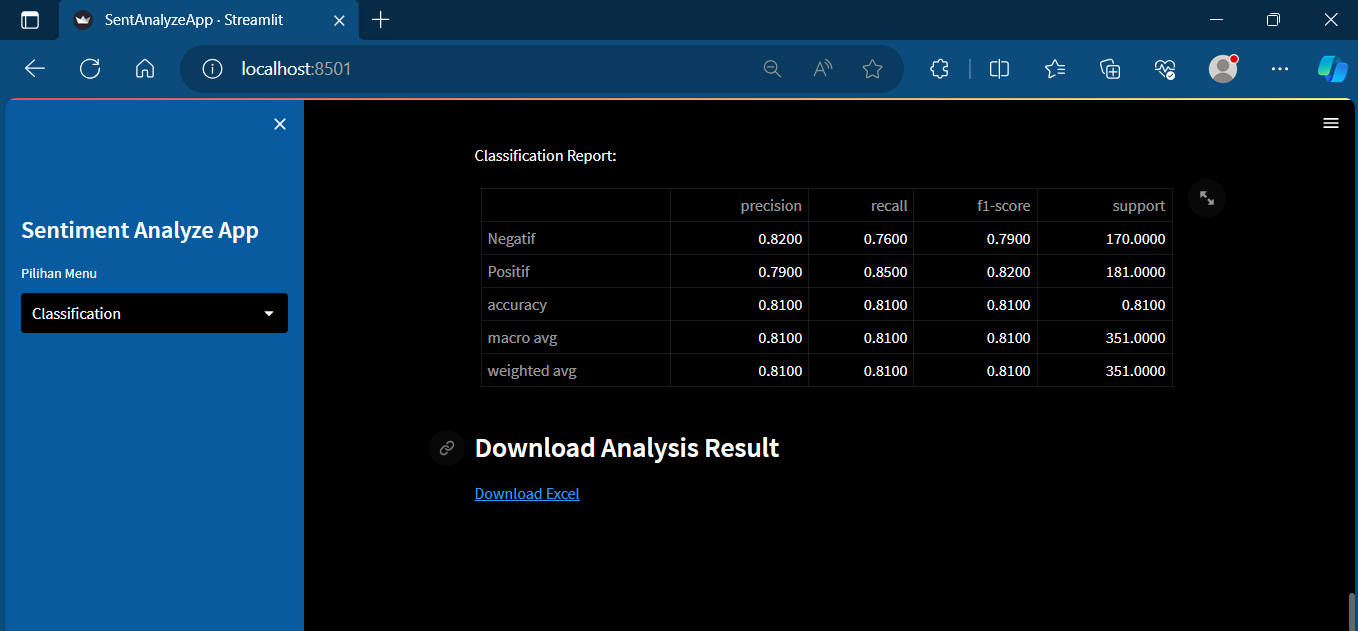 SentAnalyzeApp · Streamlit
localhost:8501
Sentiment Analyze App
Pilihan Menu
Classification
Classification Report:
precision recall f1-score support
Negatif 0.8200 0.7600 0.7900 170.0000
Positif 0.7900 0.8500 0.8200 181.0000
accuracy 0.8100 0.8100 0.8100 0.8100
macro avg 0.8100 0.8100 0.8100 351.0000
weighted avg 0.8100 0.8100 0.8100 351.0000
Download Analysis Result
Download Excel